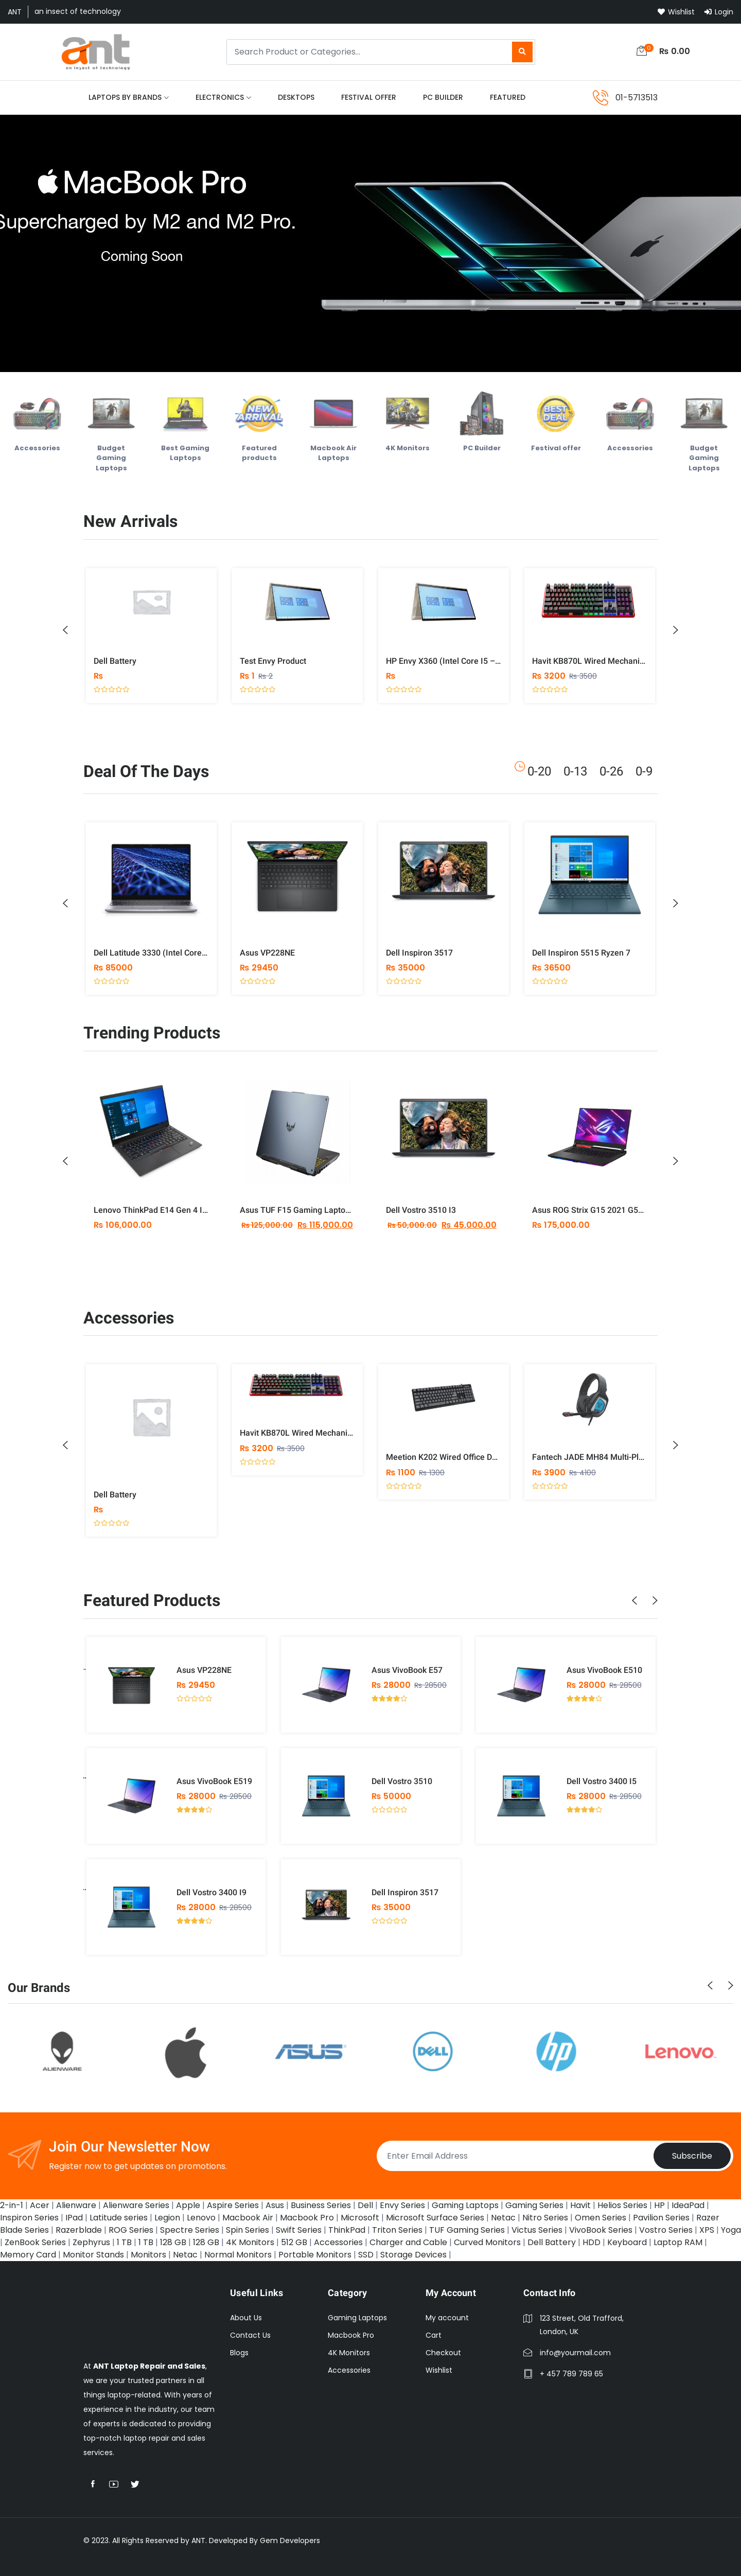 ANT | an insect of technology
Wishlist
Login
ant
Search Product or Categories...
0
Rs 0.00
LAPTOPS BY BRANDS
ELECTRONICS
DESKTOPS
FESTIVAL OFFER
PC BUILDER
FEATURED
01-5713513
MacBook Pro
Supercharged by M2 and M2 Pro.
Coming Soon
Accessories
Budget Gaming Laptops
Best Gaming Laptops
NEW ARRIVAL
Featured products
Macbook Air Laptops
4K Monitors
PC Builder
BEST DEAL
Festival offer
Accessories
Budget Gaming Laptops
New Arrivals
Dell Battery
Rs
Test Envy Product
Rs 1 Rs 2
HP Envy X360 (Intel Core I5 –...
Rs
Havit KB870L Wired Mechani...
Rs 3200 Rs 3500
Deal Of The Days
0-20 0-13 0-26 0-9
Dell Latitude 3330 (Intel Core...
Rs 85000
Asus VP228NE
Rs 29450
Dell Inspiron 3517
Rs 35000
Dell Inspiron 5515 Ryzen 7
Rs 36500
Trending Products
Lenovo ThinkPad E14 Gen 4 I...
Rs 106,000.00
Asus TUF F15 Gaming Lapto...
Rs 125,000.00 Rs 115,000.00
Dell Vostro 3510 I3
Rs 50,000.00 Rs 45,000.00
Asus ROG Strix G15 2021 G5...
Rs 175,000.00
Accessories
Dell Battery
Rs
Havit KB870L Wired Mechani...
Rs 3200 Rs 3500
Meetion K202 Wired Office D...
Rs 1100 Rs 1300
Fantech JADE MH84 Multi-Pl...
Rs 3900 Rs 4100
Featured Products
Asus VP228NE
Rs 29450
Asus VivoBook E57
Rs 28000 Rs 28500
Asus VivoBook E510
Rs 28000 Rs 28500
Asus VivoBook E519
Rs 28000 Rs 28500
Dell Vostro 3510
Rs 50000
Dell Vostro 3400 I5
Rs 28000 Rs 28500
Dell Vostro 3400 I9
Rs 28000 Rs 28500
Dell Inspiron 3517
Rs 35000
Our Brands
ALIENWARE
ASUS
DELL
hp
Lenovo
Join Our Newsletter Now
Register now to get updates on promotions.
Enter Email Address
Subscribe
2-in-1 | Acer | Alienware | Alienware Series | Apple | Aspire Series | Asus | Business Series | Dell | Envy Series | Gaming Laptops | Gaming Series | Havit | Helios Series | HP | IdeaPad |
Inspiron Series | IPad | Latitude series | Legion | Lenovo | Macbook Air | Macbook Pro | Microsoft | Microsoft Surface Series | Netac | Nitro Series | Omen Series | Pavilion Series | Razer
Blade Series | Razerblade | ROG Series | Spectre Series | Spin Series | Swift Series | ThinkPad | Triton Series | TUF Gaming Series | Victus Series | VivoBook Series | Vostro Series | XPS | Yoga
| ZenBook Series | Zephyrus | 1 TB | 1 TB | 128 GB | 128 GB | 4K Monitors | 512 GB | Accessories | Charger and Cable | Curved Monitors | Dell Battery | HDD | Keyboard | Laptop RAM |
Memory Card | Monitor Stands | Monitors | Netac | Normal Monitors | Portable Monitors | SSD | Storage Devices |
At ANT Laptop Repair and Sales,
we are your trusted partners in all
things laptop-related. With years of
experience in the industry, our team
of experts is dedicated to providing
top-notch laptop repair and sales
services.
Useful Links
About Us
Contact Us
Blogs
Category
Gaming Laptops
Macbook Pro
4K Monitors
Accessories
My Account
My account
Cart
Checkout
Wishlist
Contact Info
123 Street, Old Trafford,
London, UK
info@yourmail.com
+ 457 789 789 65
© 2023. All Rights Reserved by ANT. Developed By Gem Developers